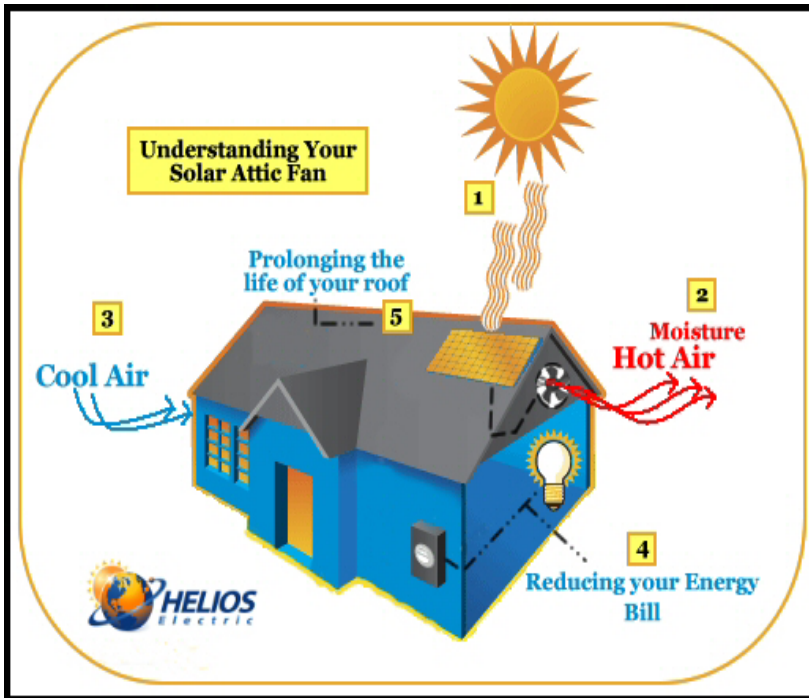 Understanding Your
Solar Attic Fan
1
Prolonging the
life of your roof
5
3
Cool Air
2
Moisture
Hot Air
4
Reducing your Energy
Bill
HELIOS
Electric